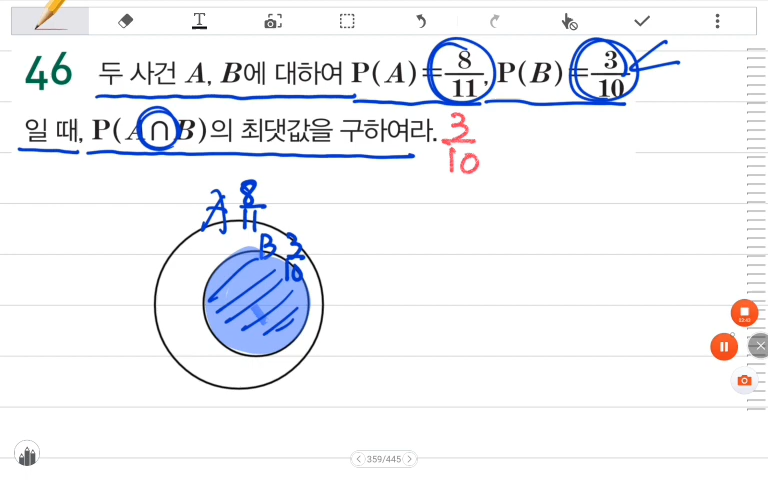 46 두 사건 A, B에 대하여 P(A)=8/11, P(B)=3/10
일 때, P(A∩B)의 최댓값을 구하여라. 3/10
A 8/11
B 3/10
359/445